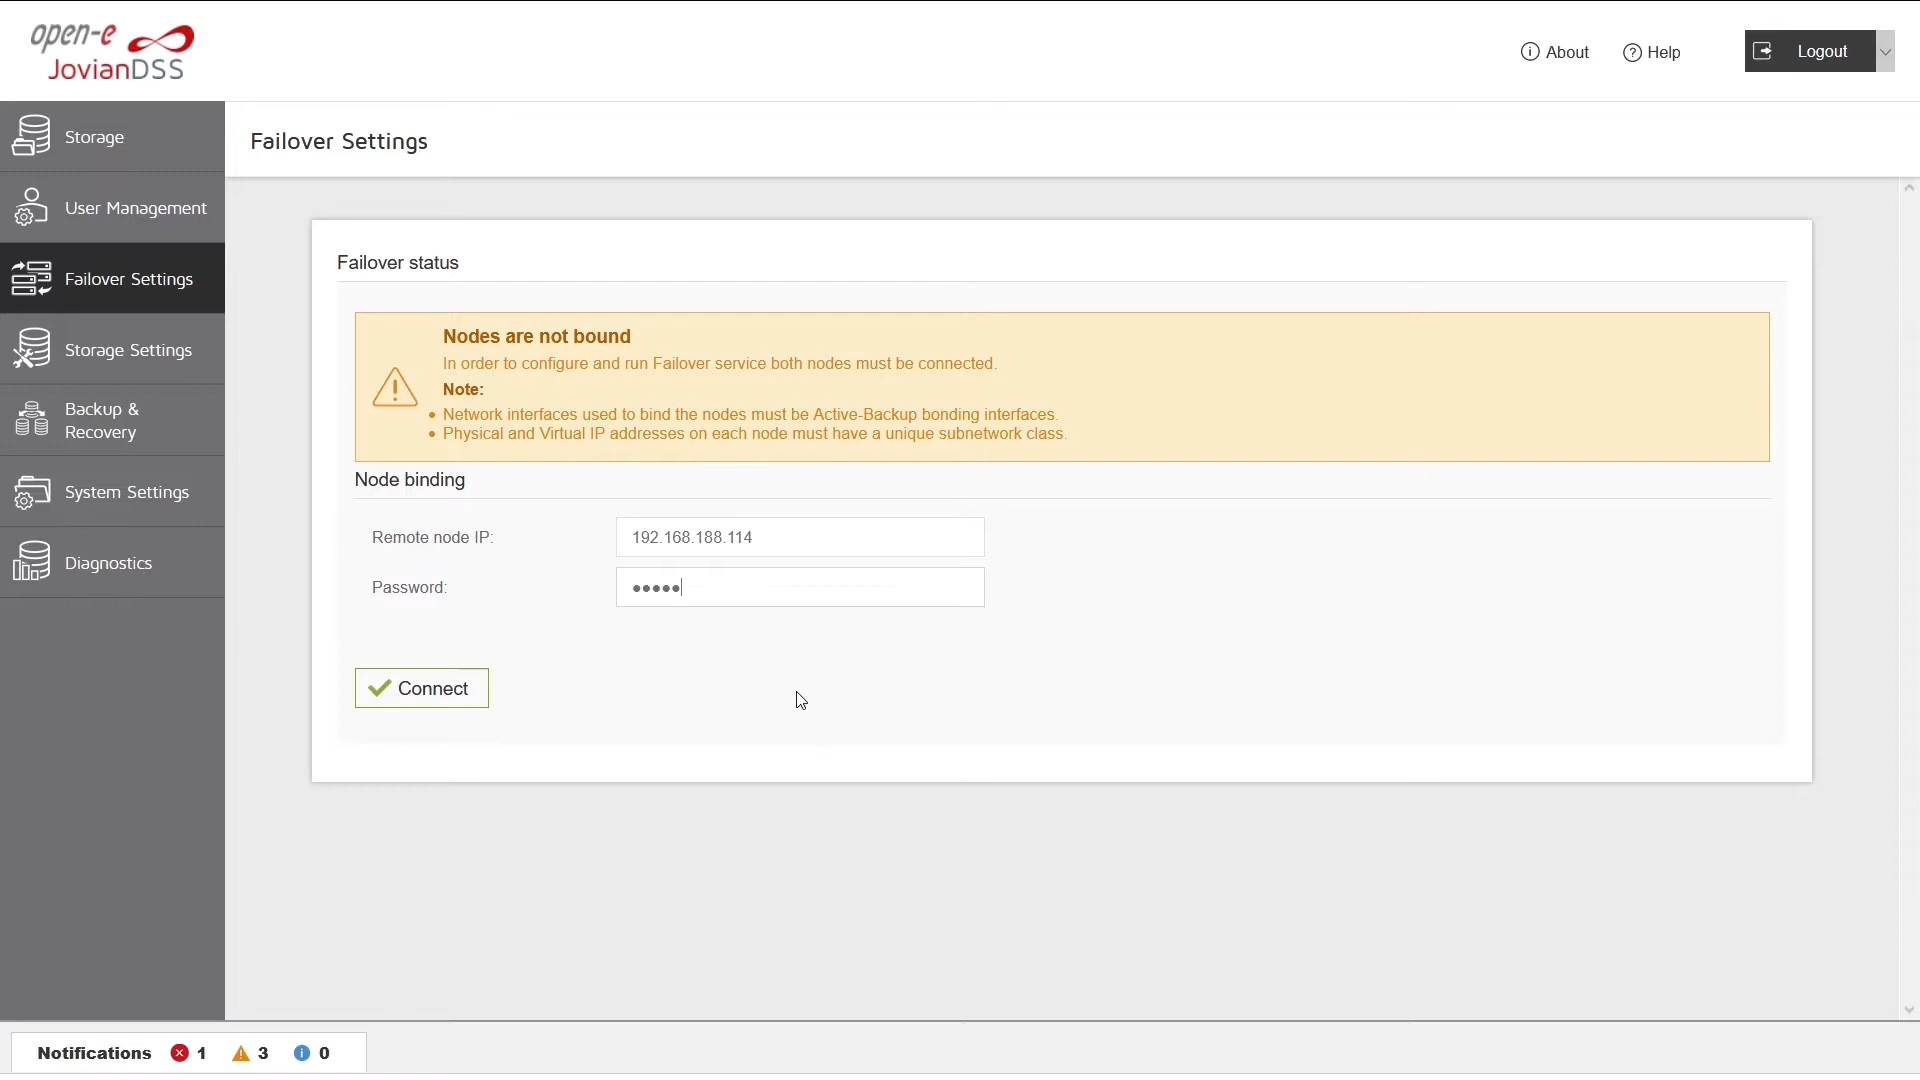 open-e
JovianDSS
About
Help
Logout
Storage
User Management
Failover Settings
Storage Settings
Backup &
Recovery
System Settings
Diagnostics
Failover Settings
Failover status
Nodes are not bound
In order to configure and run Failover service both nodes must be connected.
Note:
• Network interfaces used to bind the nodes must be Active-Backup bonding interfaces.
• Physical and Virtual IP addresses on each node must have a unique subnetwork class.
Node binding
Remote node IP: 192.168.188.114
Password: •••••
Connect
Notifications 1 3 0